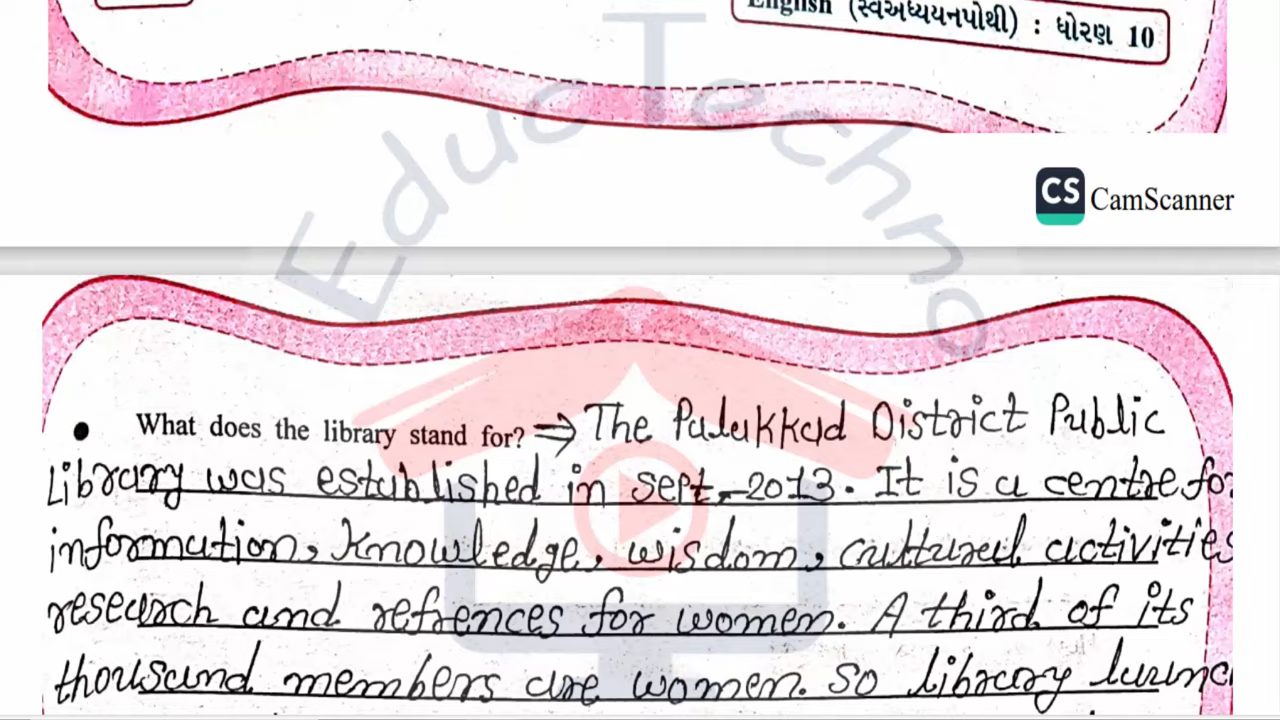 English (સ્વઅધ્યયનપોથી) : ધોરણ 10
Educ Techno
CS CamScanner
What does the library stand for? ⇒ The Palakkad District Public
Library was established in sept.-2013. It is a centre for
information, knowledge, wisdom, cultural activities
research and refrences for women. A third of its
thousand members are women. So library